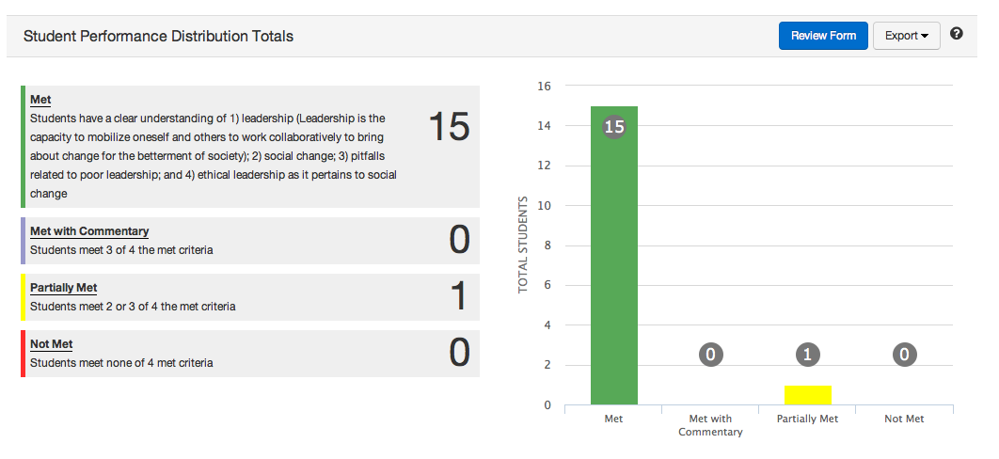 Student Performance Distribution Totals
Review Form
Export
?
Met
Students have a clear understanding of 1) leadership (Leadership is the
capacity to mobilize oneself and others to work collaboratively to bring
about change for the betterment of society); 2) social change; 3) pitfalls
related to poor leadership; and 4) ethical leadership as it pertains to social
change
15
Met with Commentary
Students meet 3 of 4 the met criteria
0
Partially Met
Students meet 2 or 3 of 4 the met criteria
1
Not Met
Students meet none of 4 met criteria
0
TOTAL STUDENTS
16
14
12
10
8
6
4
2
0
15
0
1
0
Met
Met with
Commentary
Partially Met
Not Met